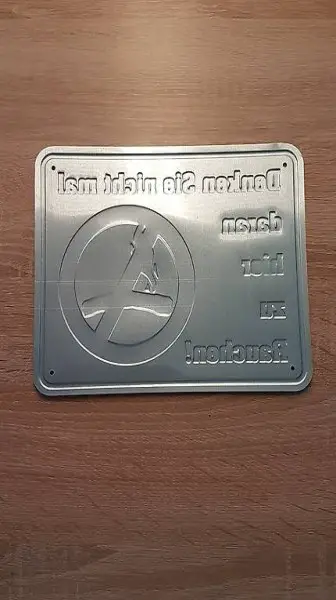 Denken Sie nicht mal
daran
hier
zu
Rauchen!